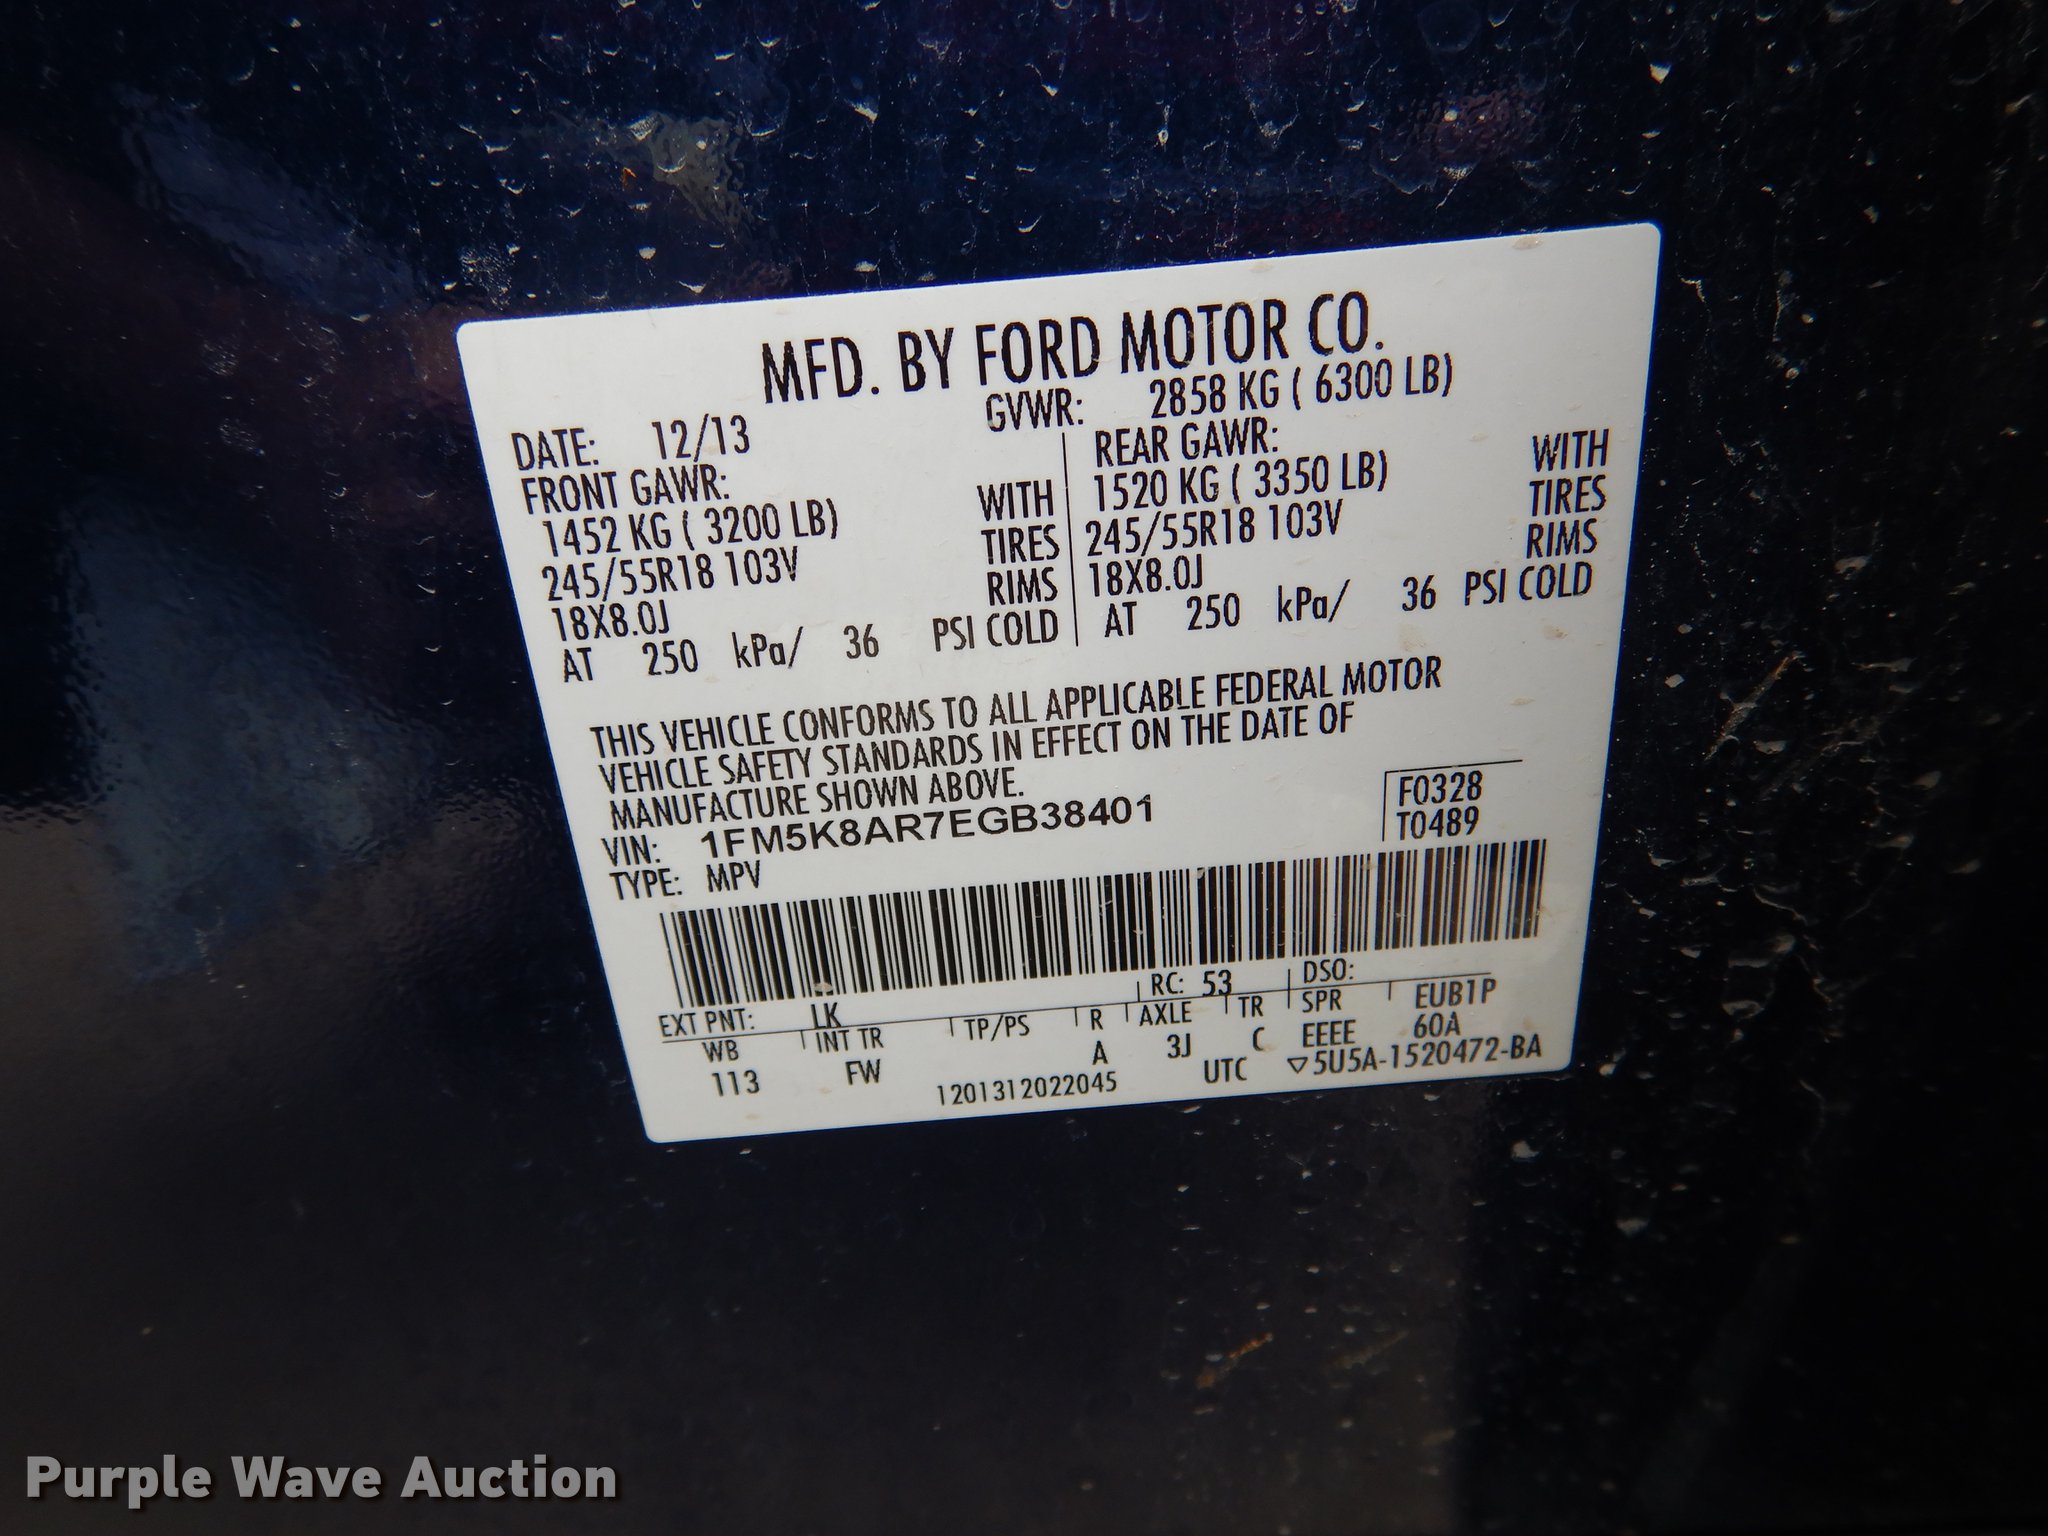 MFD. BY FORD MOTOR CO.
DATE: 12/13 GVWR: 2858 KG ( 6300 LB)
FRONT GAWR: REAR GAWR:
1452 KG ( 3200 LB) WITH 1520 KG ( 3350 LB) WITH
245/55R18 103V TIRES 245/55R18 103V TIRES
18X8.0J RIMS 18X8.0J RIMS
AT 250 kPa/ 36 PSI COLD AT 250 kPa/ 36 PSI COLD
THIS VEHICLE CONFORMS TO ALL APPLICABLE FEDERAL MOTOR
VEHICLE SAFETY STANDARDS IN EFFECT ON THE DATE OF
MANUFACTURE SHOWN ABOVE.
VIN: 1FM5K8AR7EGB38401 F0328
TYPE: MPV T0489
EXT PNT: LK RC: 53 DSO:
WB INT TR TP/PS R AXLE TR SPR EUB1P
113 FW A 3J C EEEE 60A
1201312022045 UTC ▽5U5A-1520472-BA
Purple Wave Auction